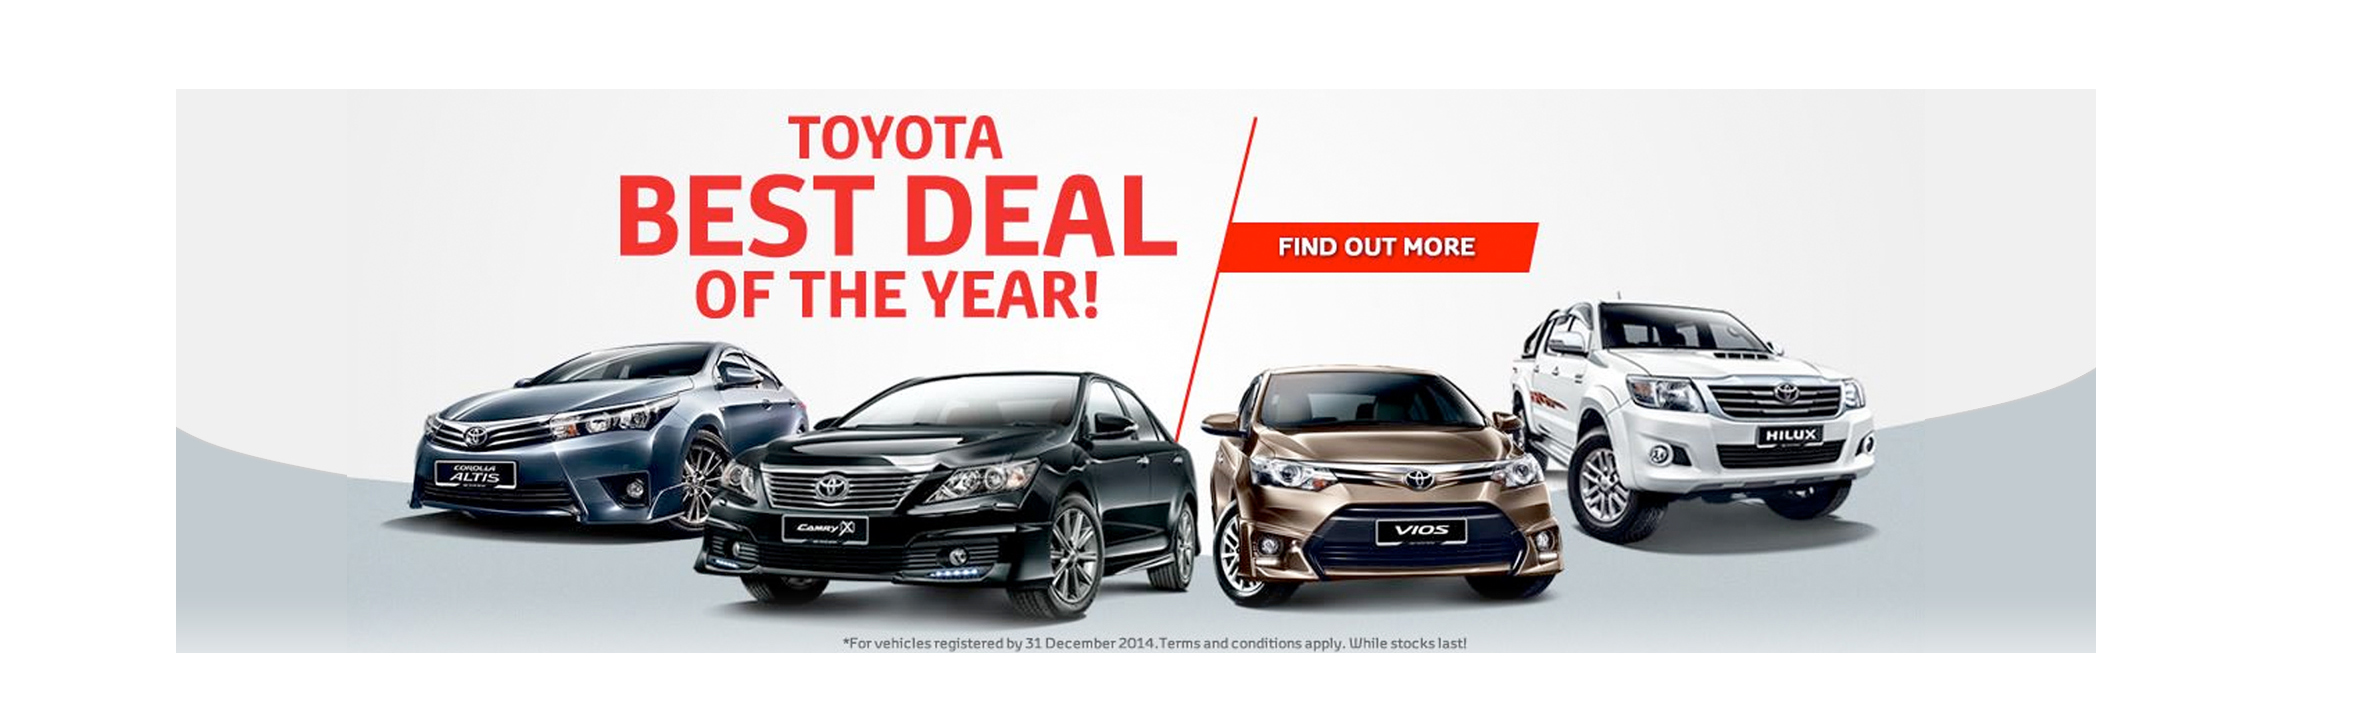 TOYOTA
BEST DEAL
OF THE YEAR!
FIND OUT MORE
COROLLA
ALTIS
CAMRY X
VIOS
HILUX
*For vehicles registered by 31 December 2014.Terms and conditions apply. While stocks last!